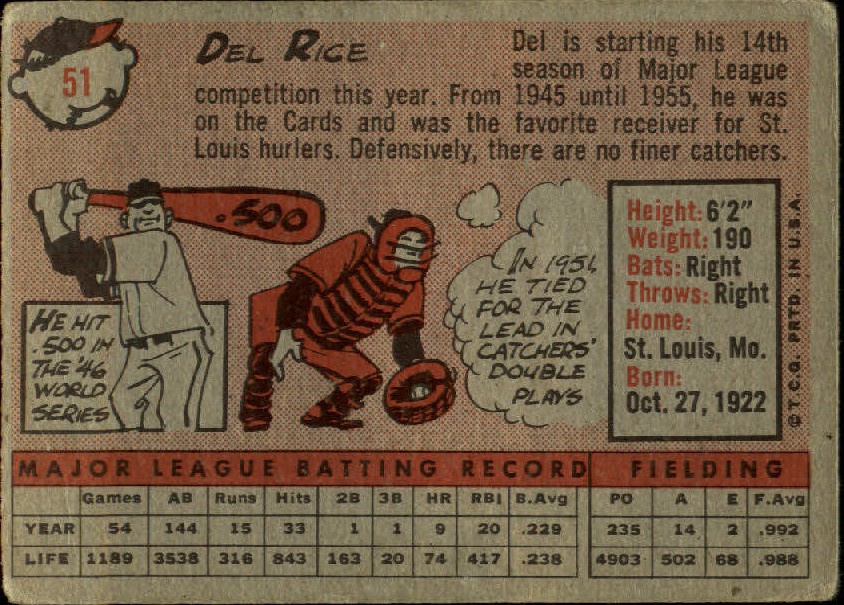 51
DEL RICE
Del is starting his 14th
season of Major League
competition this year. From 1945 until 1955, he was
on the Cards and was the favorite receiver for St.
Louis hurlers. Defensively, there are no finer catchers.
.500
HE HIT
.500 IN
THE '46
WORLD
SERIES
IN 1951,
HE TIED
FOR THE
LEAD IN
CATCHERS'
DOUBLE
PLAYS
Height: 6'2"
Weight: 190
Bats: Right
Throws: Right
Home:
St. Louis, Mo.
Born:
Oct. 27, 1922
© T.C.G. PRTD. IN U.S.A.
MAJOR LEAGUE BATTING RECORD FIELDING
Games AB Runs Hits 2B 3B HR RBI B.Avg PO A E F.Avg
YEAR 54 144 15 33 1 1 9 20 .229 235 14 2 .992
LIFE 1189 3538 316 843 163 20 74 417 .238 4903 502 68 .988